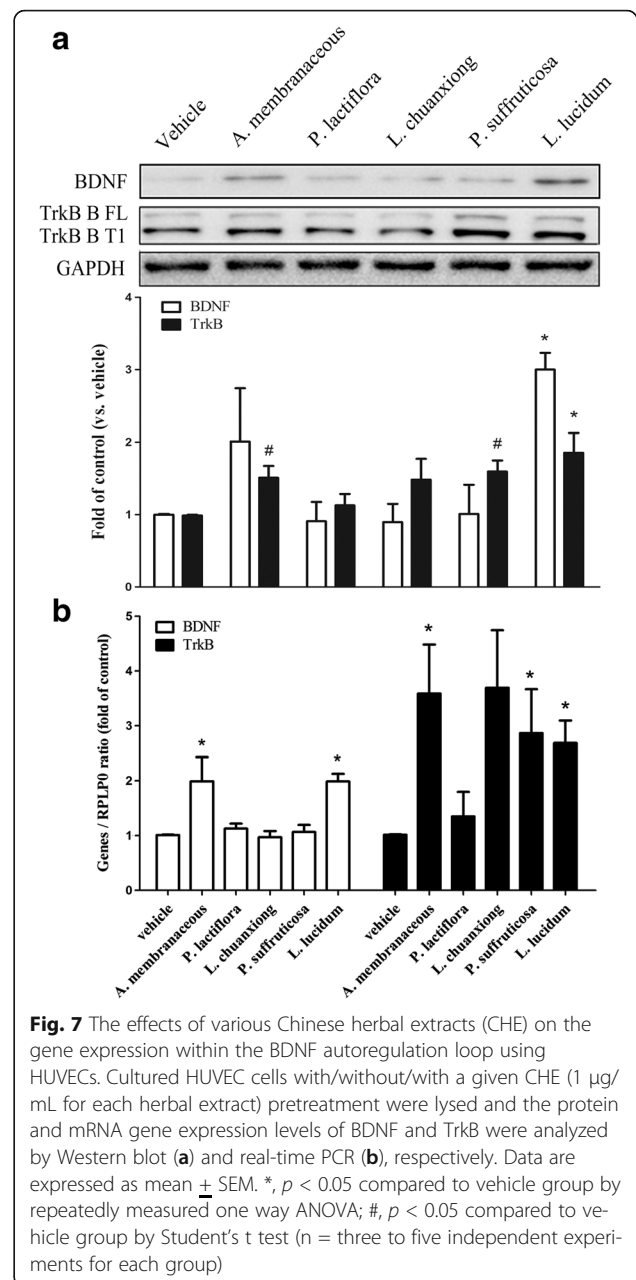 a
Vehicle
A. membranaceous
P. lactiflora
L. chuanxiong
P. suffruticosa
L. lucidum
BDNF
TrkB B FL
TrkB B T1
GAPDH
Fold of control (vs. vehicle)
4
3
2
1
0
BDNF
TrkB
#
#
*
*
b
Genes / RPLP0 ratio (fold of control)
5
4
3
2
1
0
BDNF
TrkB
*
*
*
*
*
vehicle
A. membranaceous
P. lactiflora
L. chuanxiong
P. suffruticosa
L. lucidum
vehicle
A. membranaceous
P. lactiflora
L. chuanxiong
P. suffruticosa
L. lucidum
Fig. 7 The effects of various Chinese herbal extracts (CHE) on the
gene expression within the BDNF autoregulation loop using
HUVECs. Cultured HUVEC cells with/without/with a given CHE (1 μg/
mL for each herbal extract) pretreatment were lysed and the protein
and mRNA gene expression levels of BDNF and TrkB were analyzed
by Western blot (a) and real-time PCR (b), respectively. Data are
expressed as mean ± SEM. *, p < 0.05 compared to vehicle group by
repeatedly measured one way ANOVA; #, p < 0.05 compared to ve-
hicle group by Student's t test (n = three to five independent experi-
ments for each group)